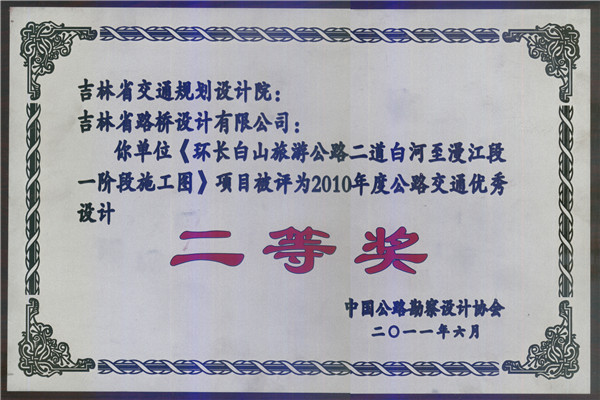 吉林省交通规划设计院：
吉林省路桥设计有限公司：
你单位《环长白山旅游公路二道白河至漫江段
一阶段施工图》项目被评为2010年度公路交通优秀
设计
二等奖
中国公路勘察设计协会
二〇一一年六月